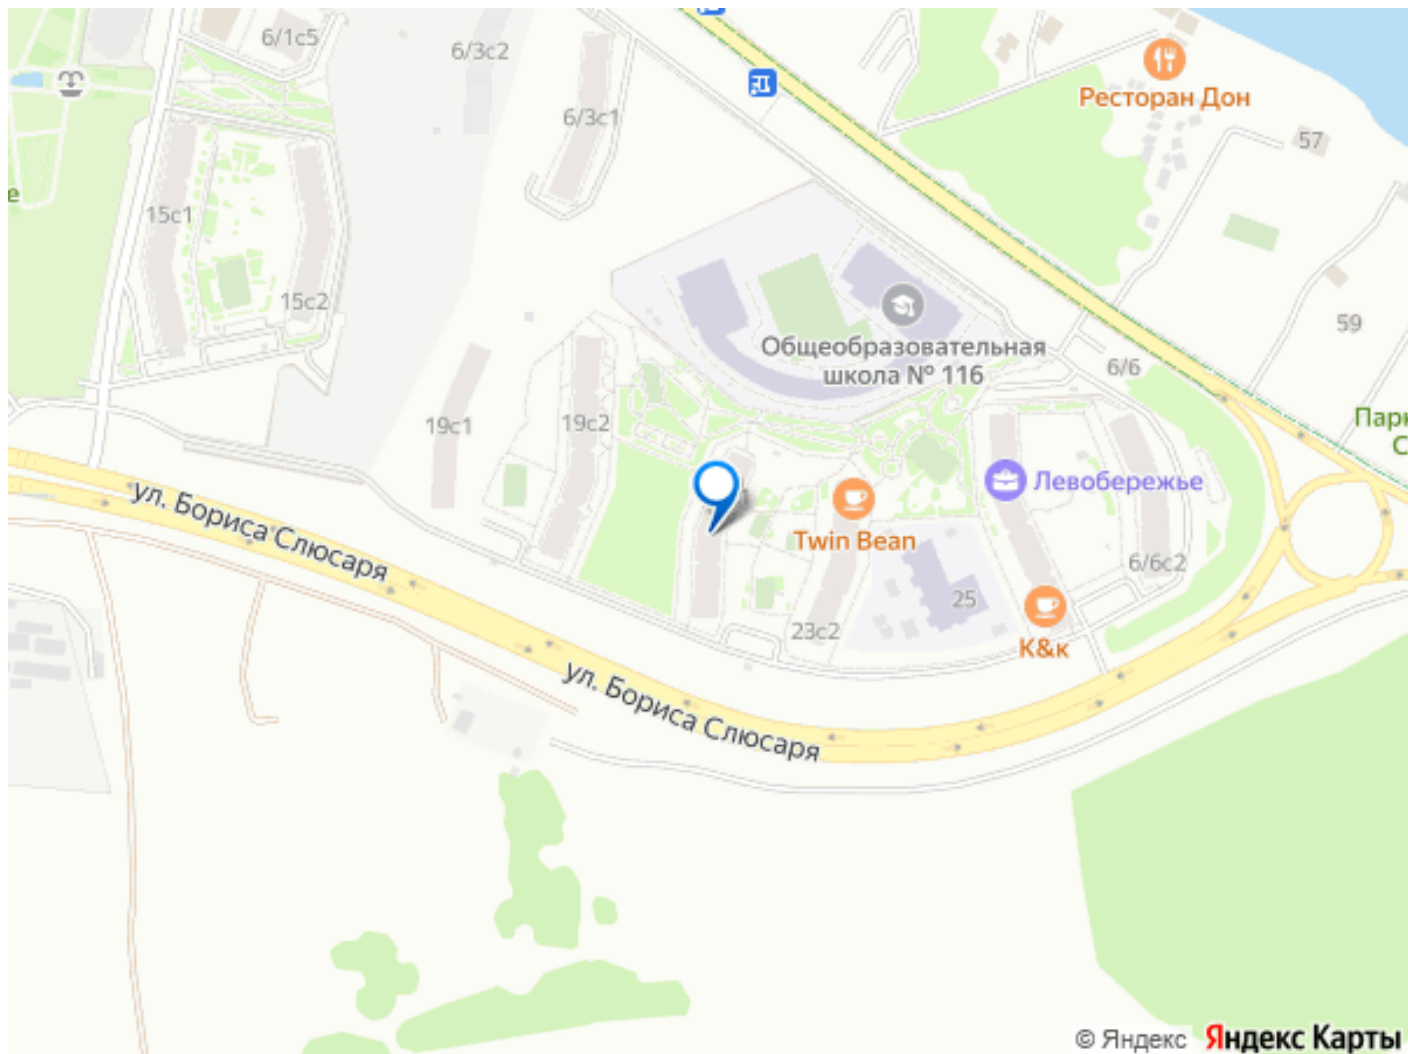 6/1с5
6/3с2
Ресторан Дон
6/3с1
57
е
15с1
15с2
59
Общеобразовательная
школа № 116
6/6
19с1
19с2
Парк
С
Левобережье
ул. Бориса Слюсаря
Twin Bean
6/6с2
25
23с2
К&к
ул. Бориса Слюсаря
© Яндекс Яндекс Карты